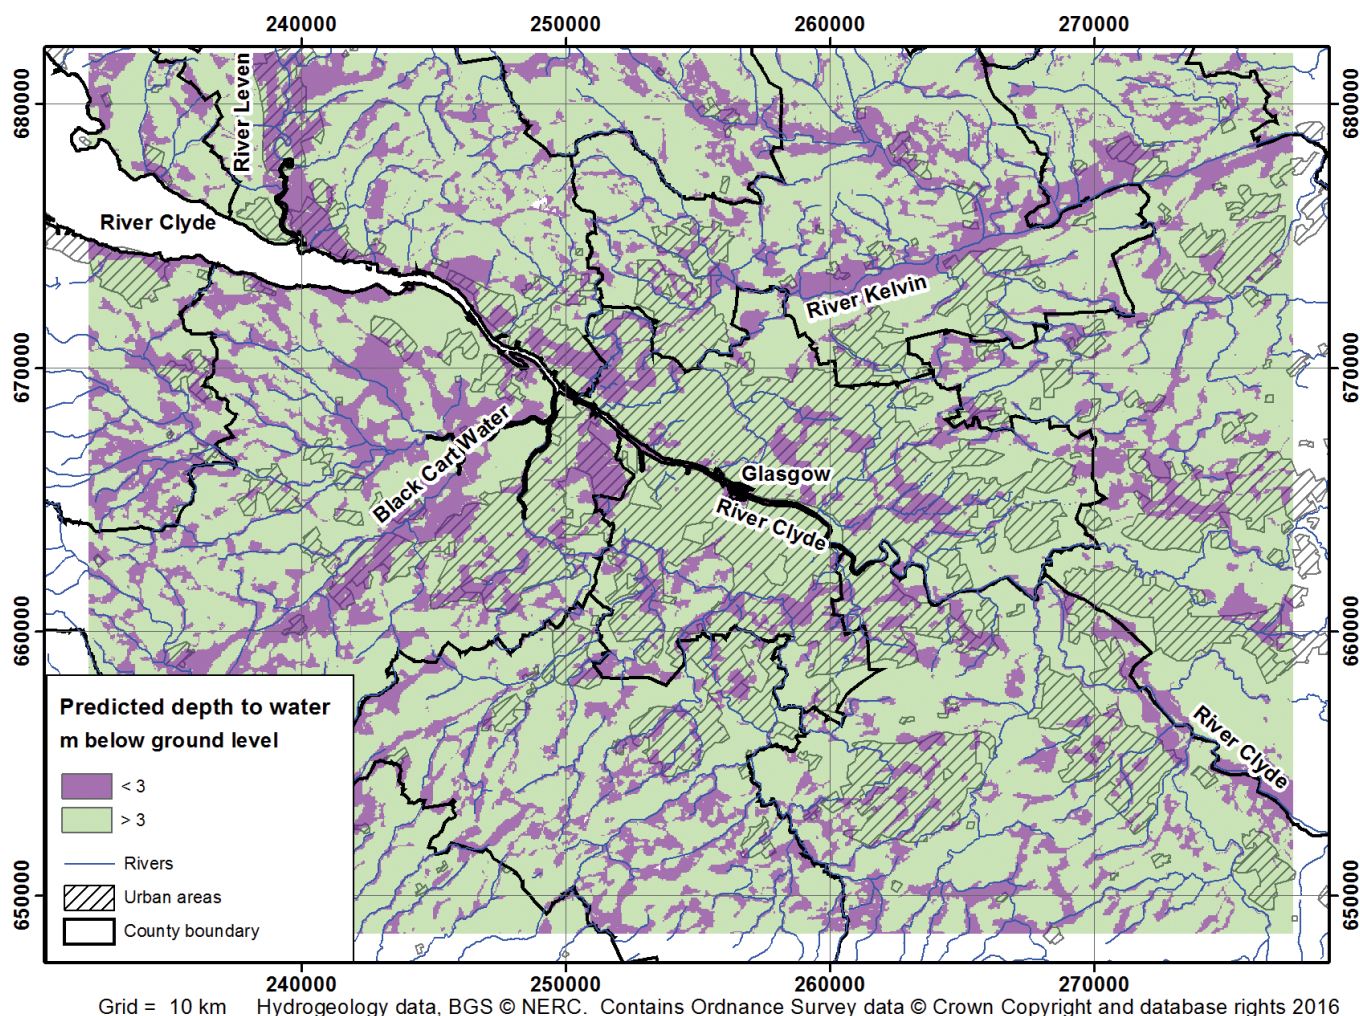 240000 250000 260000 270000
680000 680000
River Leven
River Clyde
River Kelvin
670000 670000
Black Cart Water
Glasgow
River Clyde
660000 660000
River Clyde
Predicted depth to water
m below ground level
< 3
> 3
Rivers
Urban areas
County boundary
650000 650000
240000 250000 260000 270000
Grid = 10 km Hydrogeology data, BGS © NERC. Contains Ordnance Survey data © Crown Copyright and database rights 2016